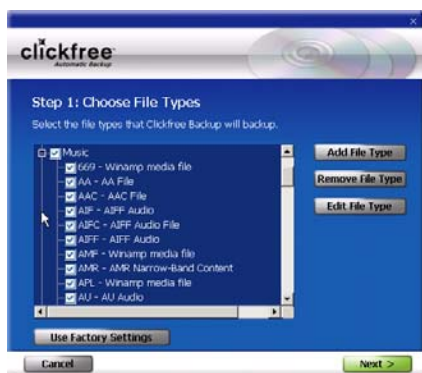 clickfree
Automatic Backup
Step 1: Choose File Types
Select the file types that Clickfree Backup will backup.
Music
669 - Winamp media file
AA - AA File
AAC - AAC File
AIF - AIFF Audio
AIFC - AIFF Audio File
AIFF - AIFF Audio
AMF - Winamp media file
AMR - AMR Narrow-Band Content
APL - Winamp media file
AU - AU Audio
Add File Type
Remove File Type
Edit File Type
Use Factory Settings
Cancel
Next >